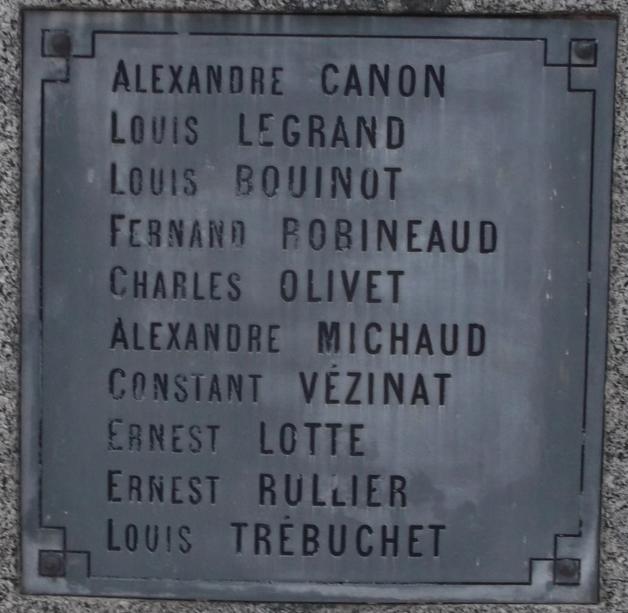 ALEXANDRE CANON
LOUIS LEGRAND
LOUIS BOUINOT
FERNAND ROBINEAUD
CHARLES OLIVET
ALEXANDRE MICHAUD
CONSTANT VÉZINAT
ERNEST LOTTE
ERNEST RULLIER
LOUIS TRÉBUCHET